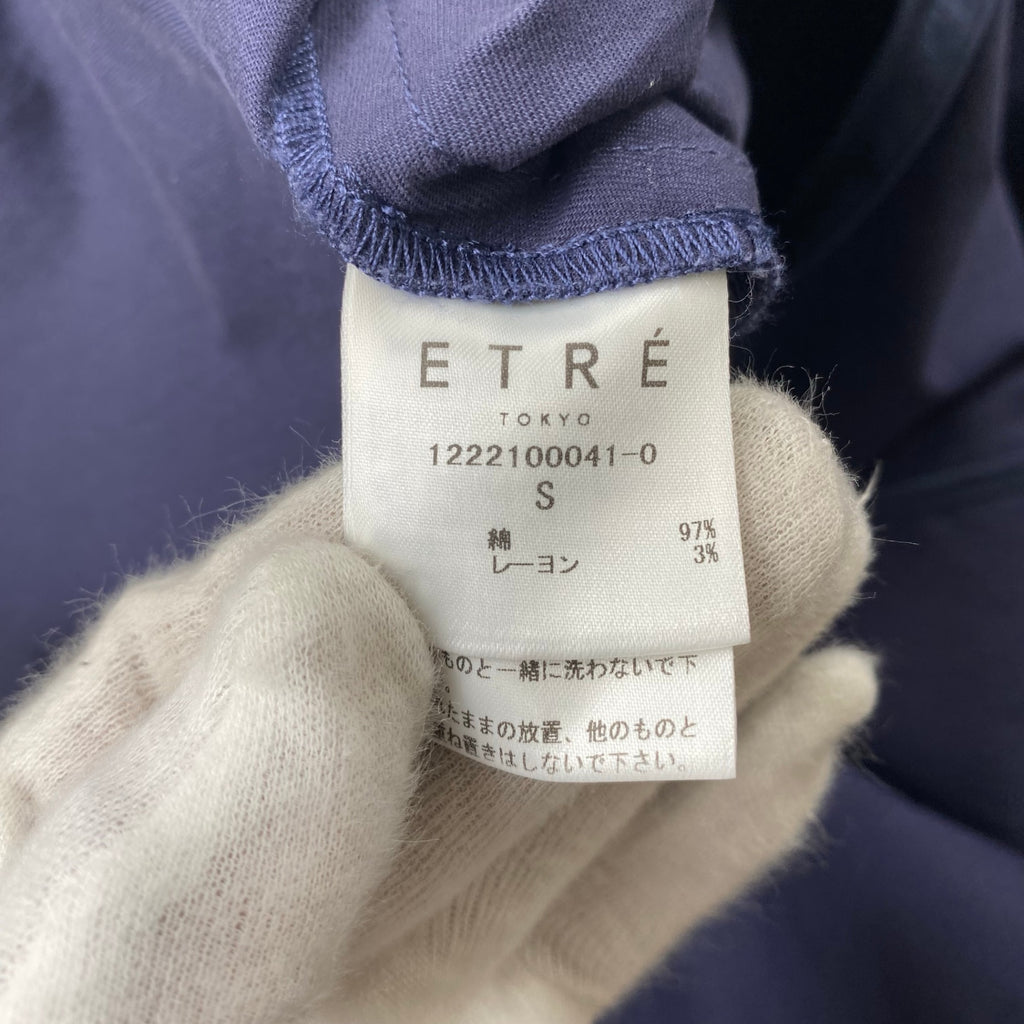 ETRÉ
TOKYO
1222100041-0
S
綿 97%
レーヨン 3%
ものと一緒に洗わないで下
。
れたままの放置、他のものと
重ね置きはしないで下さい。